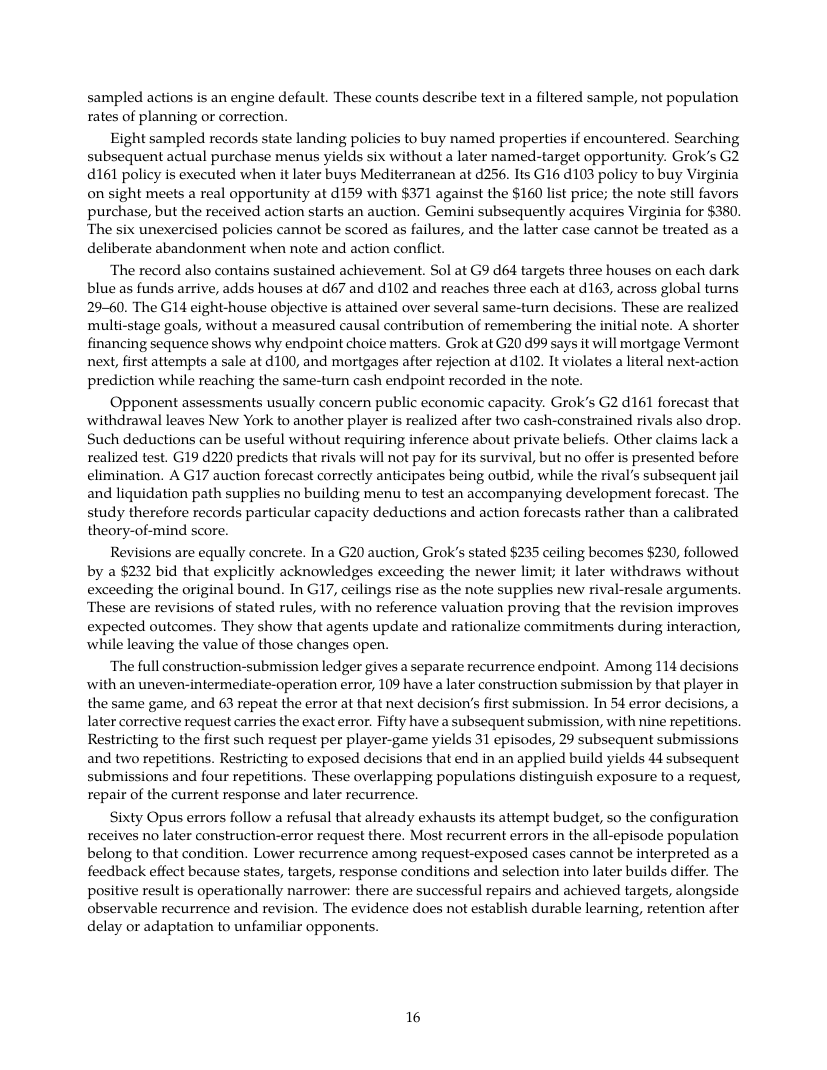 sampled actions is an engine default. These counts describe text in a filtered sample, not population
rates of planning or correction.
Eight sampled records state landing policies to buy named properties if encountered. Searching
subsequent actual purchase menus yields six without a later named-target opportunity. Grok's G2
d161 policy is executed when it later buys Mediterranean at d256. Its G16 d103 policy to buy Virginia
on sight meets a real opportunity at d159 with $371 against the $160 list price; the note still favors
purchase, but the received action starts an auction. Gemini subsequently acquires Virginia for $380.
The six unexercised policies cannot be scored as failures, and the latter case cannot be treated as a
deliberate abandonment when note and action conflict.
The record also contains sustained achievement. Sol at G9 d64 targets three houses on each dark
blue as funds arrive, adds houses at d67 and d102 and reaches three each at d163, across global turns
29–60. The G14 eight-house objective is attained over several same-turn decisions. These are realized
multi-stage goals, without a measured causal contribution of remembering the initial note. A shorter
financing sequence shows why endpoint choice matters. Grok at G20 d99 says it will mortgage Vermont
next, first attempts a sale at d100, and mortgages after rejection at d102. It violates a literal next-action
prediction while reaching the same-turn cash endpoint recorded in the note.
Opponent assessments usually concern public economic capacity. Grok's G2 d161 forecast that
withdrawal leaves New York to another player is realized after two cash-constrained rivals also drop.
Such deductions can be useful without requiring inference about private beliefs. Other claims lack a
realized test. G19 d220 predicts that rivals will not pay for its survival, but no offer is presented before
elimination. A G17 auction forecast correctly anticipates being outbid, while the rival's subsequent jail
and liquidation path supplies no building menu to test an accompanying development forecast. The
study therefore records particular capacity deductions and action forecasts rather than a calibrated
theory-of-mind score.
Revisions are equally concrete. In a G20 auction, Grok's stated $235 ceiling becomes $230, followed
by a $232 bid that explicitly acknowledges exceeding the newer limit; it later withdraws without
exceeding the original bound. In G17, ceilings rise as the note supplies new rival-resale arguments.
These are revisions of stated rules, with no reference valuation proving that the revision improves
expected outcomes. They show that agents update and rationalize commitments during interaction,
while leaving the value of those changes open.
The full construction-submission ledger gives a separate recurrence endpoint. Among 114 decisions
with an uneven-intermediate-operation error, 109 have a later construction submission by that player in
the same game, and 63 repeat the error at that next decision's first submission. In 54 error decisions, a
later corrective request carries the exact error. Fifty have a subsequent submission, with nine repetitions.
Restricting to the first such request per player-game yields 31 episodes, 29 subsequent submissions
and two repetitions. Restricting to exposed decisions that end in an applied build yields 44 subsequent
submissions and four repetitions. These overlapping populations distinguish exposure to a request,
repair of the current response and later recurrence.
Sixty Opus errors follow a refusal that already exhausts its attempt budget, so the configuration
receives no later construction-error request there. Most recurrent errors in the all-episode population
belong to that condition. Lower recurrence among request-exposed cases cannot be interpreted as a
feedback effect because states, targets, response conditions and selection into later builds differ. The
positive result is operationally narrower: there are successful repairs and achieved targets, alongside
observable recurrence and revision. The evidence does not establish durable learning, retention after
delay or adaptation to unfamiliar opponents.
16